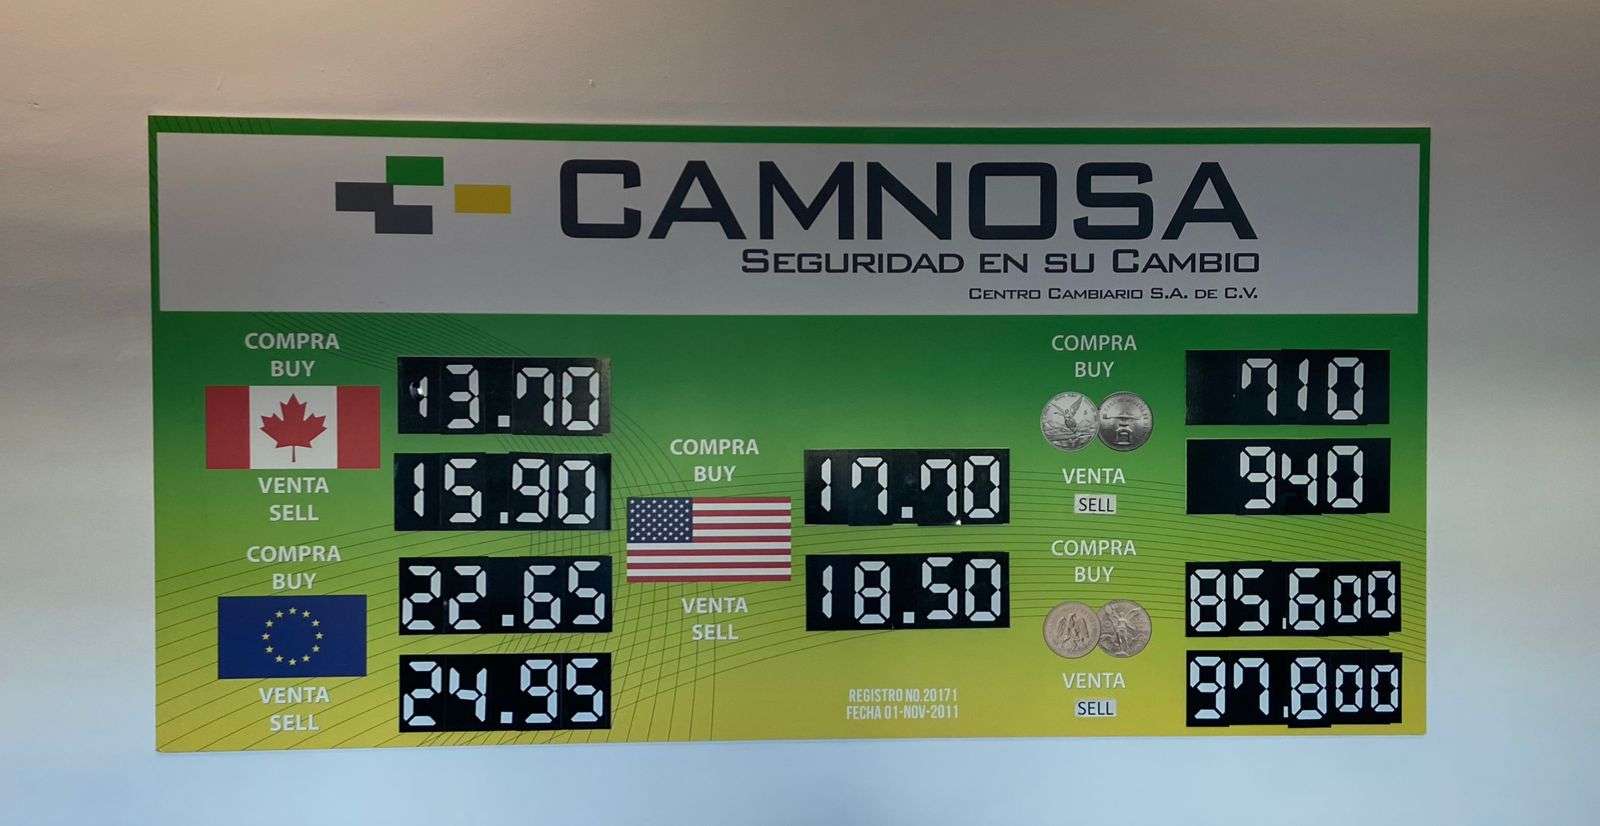 CAMNOSA
SEGURIDAD EN SU CAMBIO
CENTRO CAMBIARIO S.A. DE C.V.
COMPRA
BUY
13.70
VENTA
SELL
15.90
COMPRA
BUY
22.65
VENTA
SELL
24.95
COMPRA
BUY
17.70
VENTA
SELL
18.50
REGISTRO NO.20171
FECHA 01-NOV-2011
COMPRA
BUY
710
VENTA
SELL
940
COMPRA
BUY
85.600
VENTA
SELL
97.800